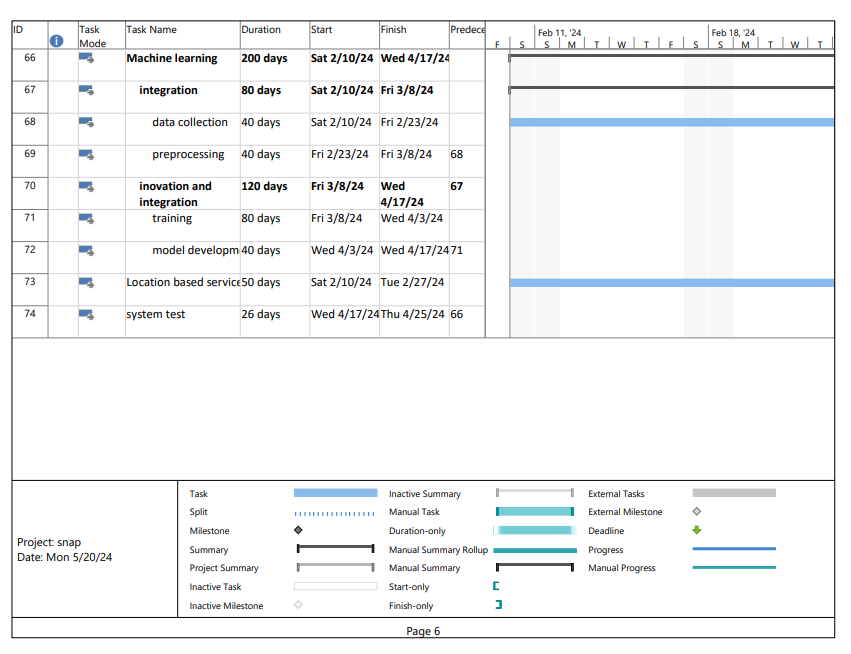 ID Task Mode Task Name Duration Start Finish Predece
Feb 11, '24 Feb 18, '24
F S S M T W T F S S M T W T
66 Machine learning 200 days Sat 2/10/24 Wed 4/17/24
67 integration 80 days Sat 2/10/24 Fri 3/8/24
68 data collection 40 days Sat 2/10/24 Fri 2/23/24
69 preprocessing 40 days Fri 2/23/24 Fri 3/8/24 68
70 inovation and integration 120 days Fri 3/8/24 Wed 4/17/24 67
71 training 80 days Fri 3/8/24 Wed 4/3/24
72 model developm 40 days Wed 4/3/24 Wed 4/17/24 71
73 Location based service 50 days Sat 2/10/24 Tue 2/27/24
74 system test 26 days Wed 4/17/24 Thu 4/25/24 66
Project: snap
Date: Mon 5/20/24
Task Inactive Summary External Tasks
Split Manual Task External Milestone
Milestone Duration-only Deadline
Summary Manual Summary Rollup Progress
Project Summary Manual Summary Manual Progress
Inactive Task Start-only
Inactive Milestone Finish-only
Page 6